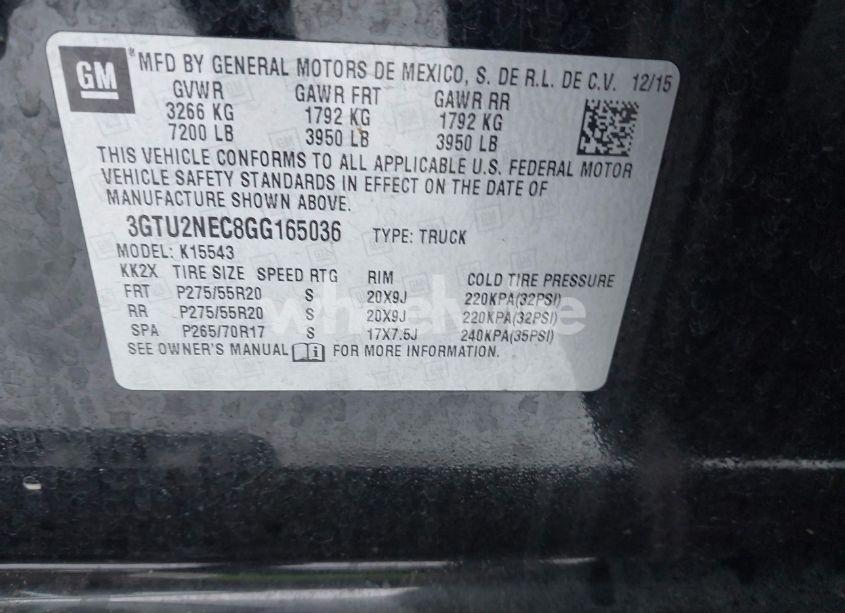 GM ® MFD BY GENERAL MOTORS DE MEXICO, S. DE R.L. DE C.V. 12/15
GVWR GAWR FRT GAWR RR
3266 KG 1792 KG 1792 KG
7200 LB 3950 LB 3950 LB
THIS VEHICLE CONFORMS TO ALL APPLICABLE U.S. FEDERAL MOTOR
VEHICLE SAFETY STANDARDS IN EFFECT ON THE DATE OF
MANUFACTURE SHOWN ABOVE.
3GTU2NEC8GG165036 TYPE: TRUCK
MODEL: K15543
KK2X TIRE SIZE SPEED RTG RIM COLD TIRE PRESSURE
FRT P275/55R20 S 20X9J 220KPA(32PSI)
RR P275/55R20 S 20X9J 220KPA(32PSI)
SPA P265/70R17 S 17X7.5J 240KPA(35PSI)
SEE OWNER'S MANUAL i FOR MORE INFORMATION.